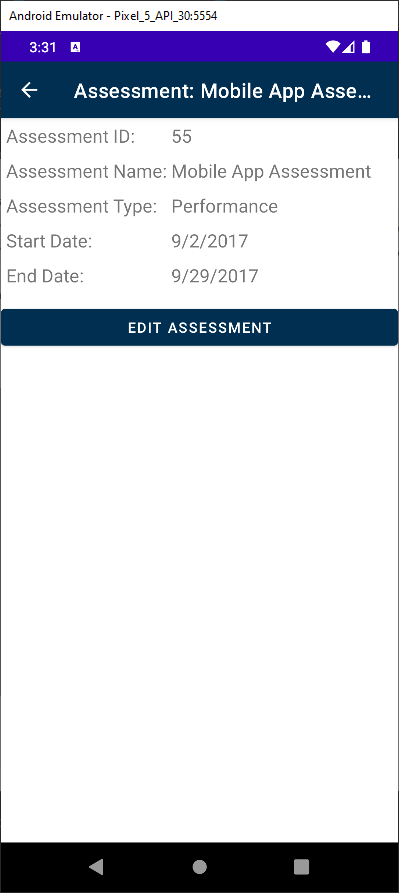 Android Emulator - Pixel_5_API_30:5554
3:31 A
Assessment: Mobile App Asse...
Assessment ID: 55
Assessment Name: Mobile App Assessment
Assessment Type: Performance
Start Date: 9/2/2017
End Date: 9/29/2017
EDIT ASSESSMENT